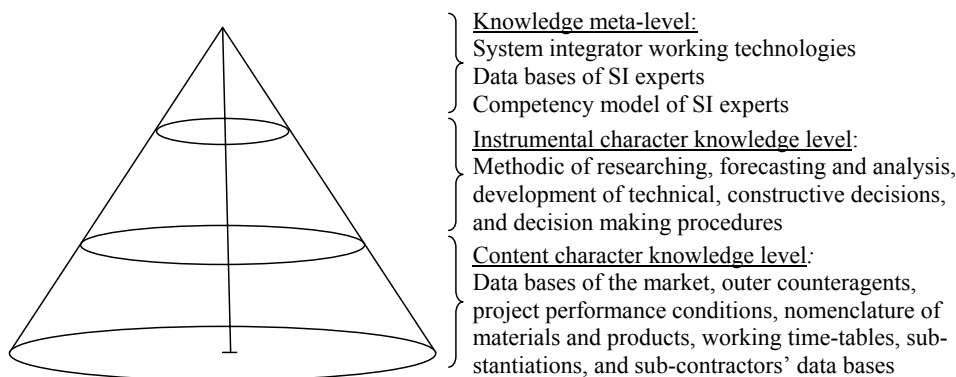 Knowledge meta-level:
System integrator working technologies
Data bases of SI experts
Competency model of SI experts
Instrumental character knowledge level:
Methodic of researching, forecasting and analysis,
development of technical, constructive decisions,
and decision making procedures
Content character knowledge level:
Data bases of the market, outer counteragents,
project performance conditions, nomenclature of
materials and products, working time-tables, sub-
stantiations, and sub-contractors’ data bases